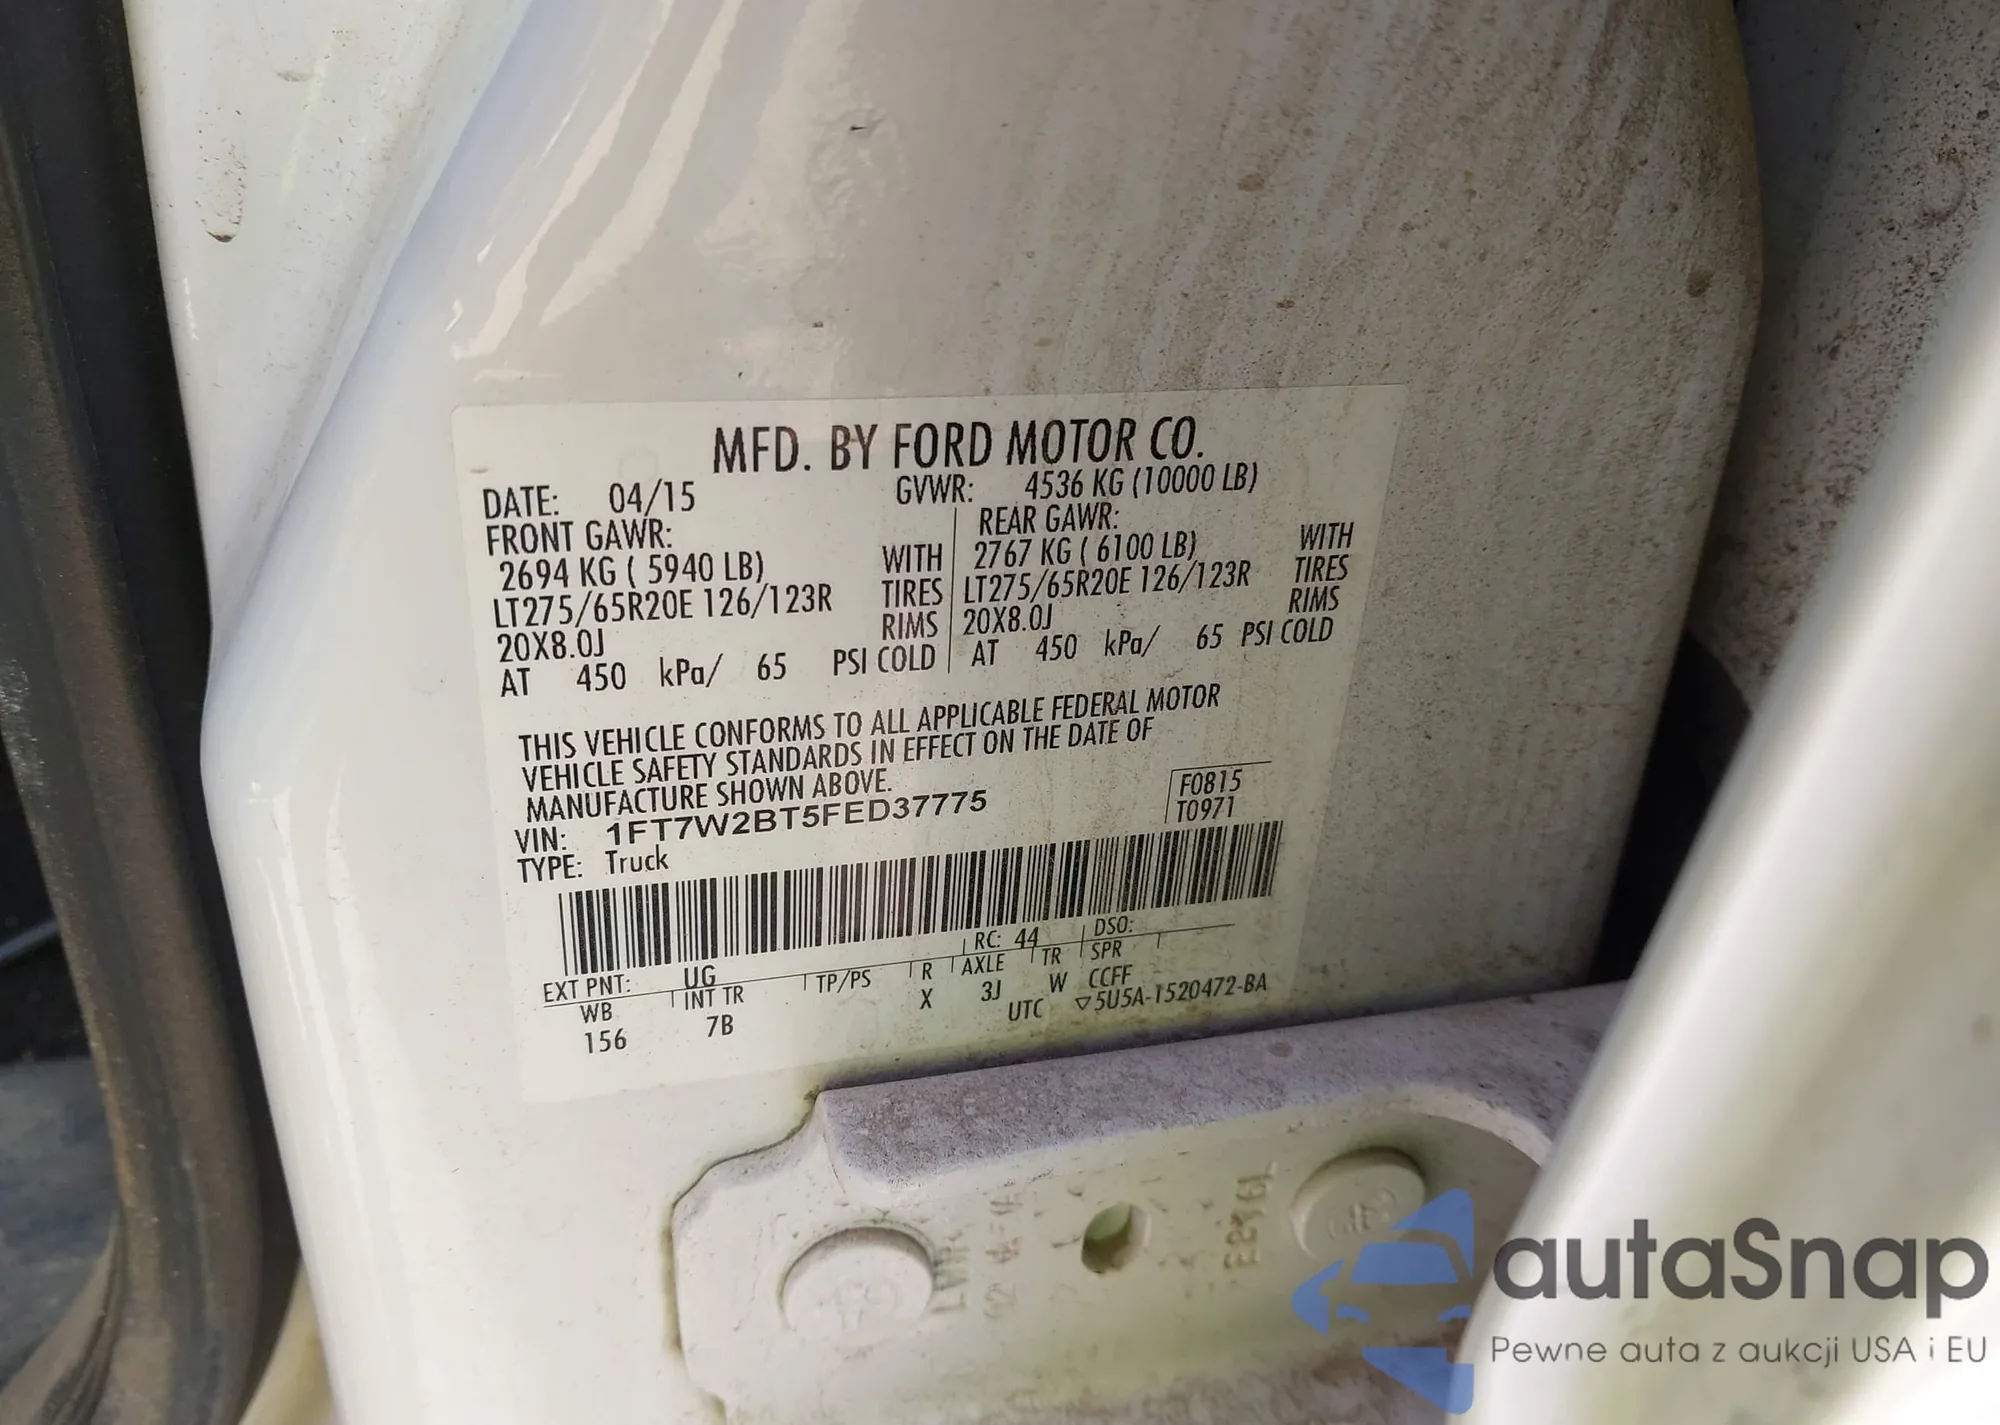 MFD. BY FORD MOTOR CO.
DATE: 04/15 GVWR: 4536 KG (10000 LB)
FRONT GAWR: REAR GAWR:
2694 KG ( 5940 LB) WITH 2767 KG ( 6100 LB) WITH
LT275/65R20E 126/123R TIRES LT275/65R20E 126/123R TIRES
20X8.0J RIMS 20X8.0J RIMS
AT 450 kPa/ 65 PSI COLD AT 450 kPa/ 65 PSI COLD
THIS VEHICLE CONFORMS TO ALL APPLICABLE FEDERAL MOTOR
VEHICLE SAFETY STANDARDS IN EFFECT ON THE DATE OF
MANUFACTURE SHOWN ABOVE.
VIN: 1FT7W2BT5FED37775 F0815
TYPE: Truck T0971
RC: 44 DSO:
EXT PNT: UG
WB INT TR TP/PS R AXLE TR SPR
156 7B X 3J W CCFF
UTC ▽5U5A-1520472-BA
autaSnap
Pewne auta z aukcji USA i EU